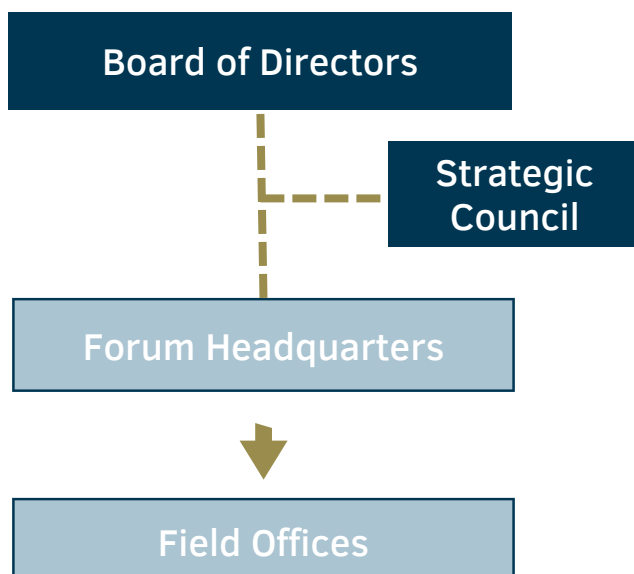 Board of Directors
Strategic
Council
Forum Headquarters
Field Offices